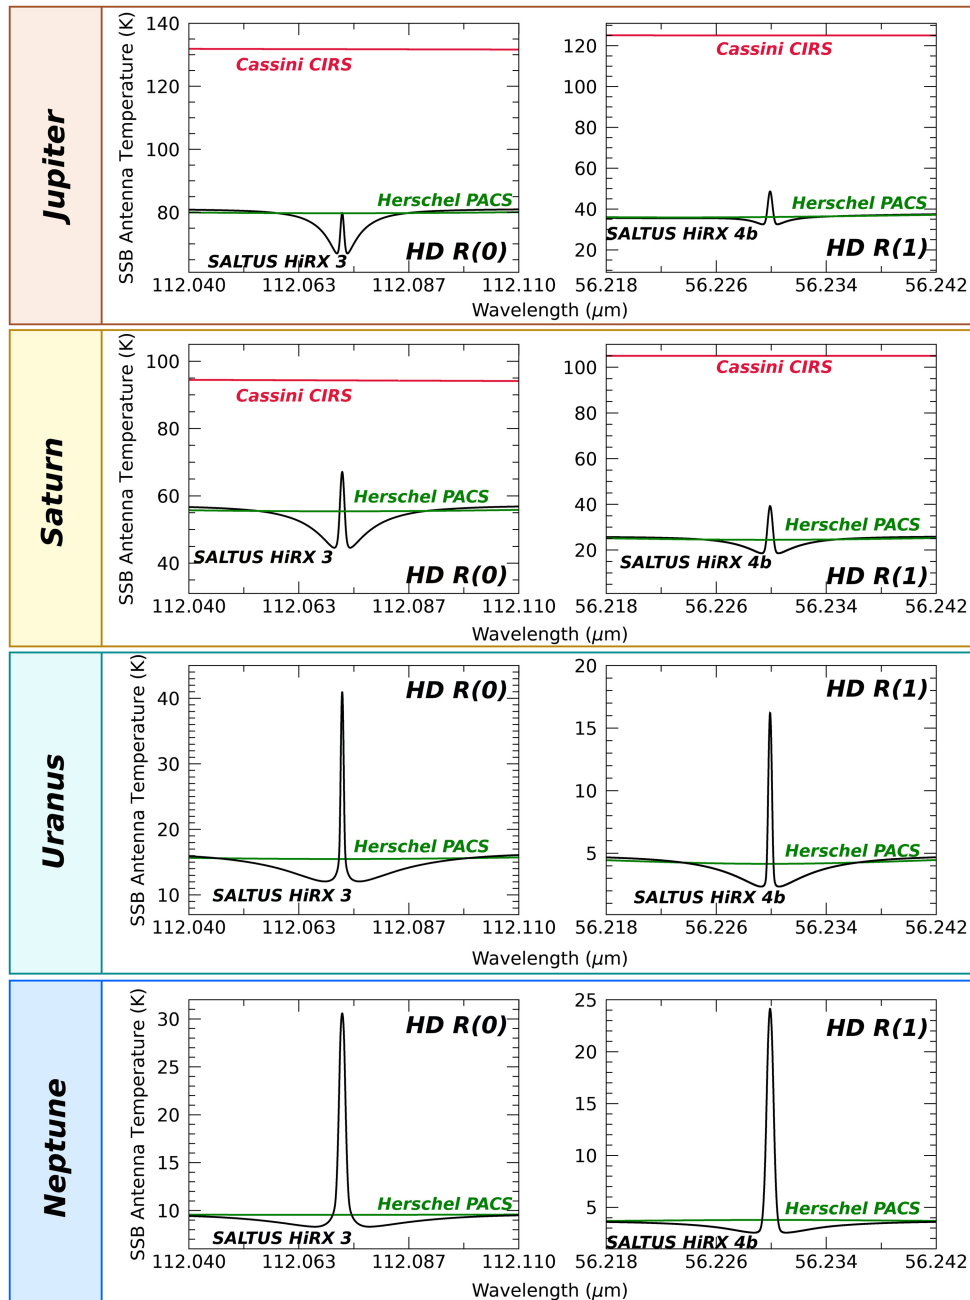 Jupiter
SSB Antenna Temperature (K)
140
120
100
80
Cassini CIRS
Herschel PACS
SALTUS HiRX 3
HD R(0)
112.040 112.063 112.087 112.110
120
100
80
60
40
20
Cassini CIRS
Herschel PACS
SALTUS HiRX 4b
HD R(1)
56.218 56.226 56.234 56.242
Wavelength (μm)
Saturn
SSB Antenna Temperature (K)
100
80
60
40
Cassini CIRS
Herschel PACS
SALTUS HiRX 3
HD R(0)
112.040 112.063 112.087 112.110
100
80
60
40
20
Cassini CIRS
Herschel PACS
SALTUS HiRX 4b
HD R(1)
56.218 56.226 56.234 56.242
Wavelength (μm)
Uranus
SSB Antenna Temperature (K)
40
30
20
10
HD R(0)
Herschel PACS
SALTUS HiRX 3
112.040 112.063 112.087 112.110
20
15
10
5
HD R(1)
Herschel PACS
SALTUS HiRX 4b
56.218 56.226 56.234 56.242
Wavelength (μm)
Neptune
SSB Antenna Temperature (K)
30
25
20
15
10
HD R(0)
Herschel PACS
SALTUS HiRX 3
112.040 112.063 112.087 112.110
25
20
15
10
5
HD R(1)
Herschel PACS
SALTUS HiRX 4b
56.218 56.226 56.234 56.242
Wavelength (μm)